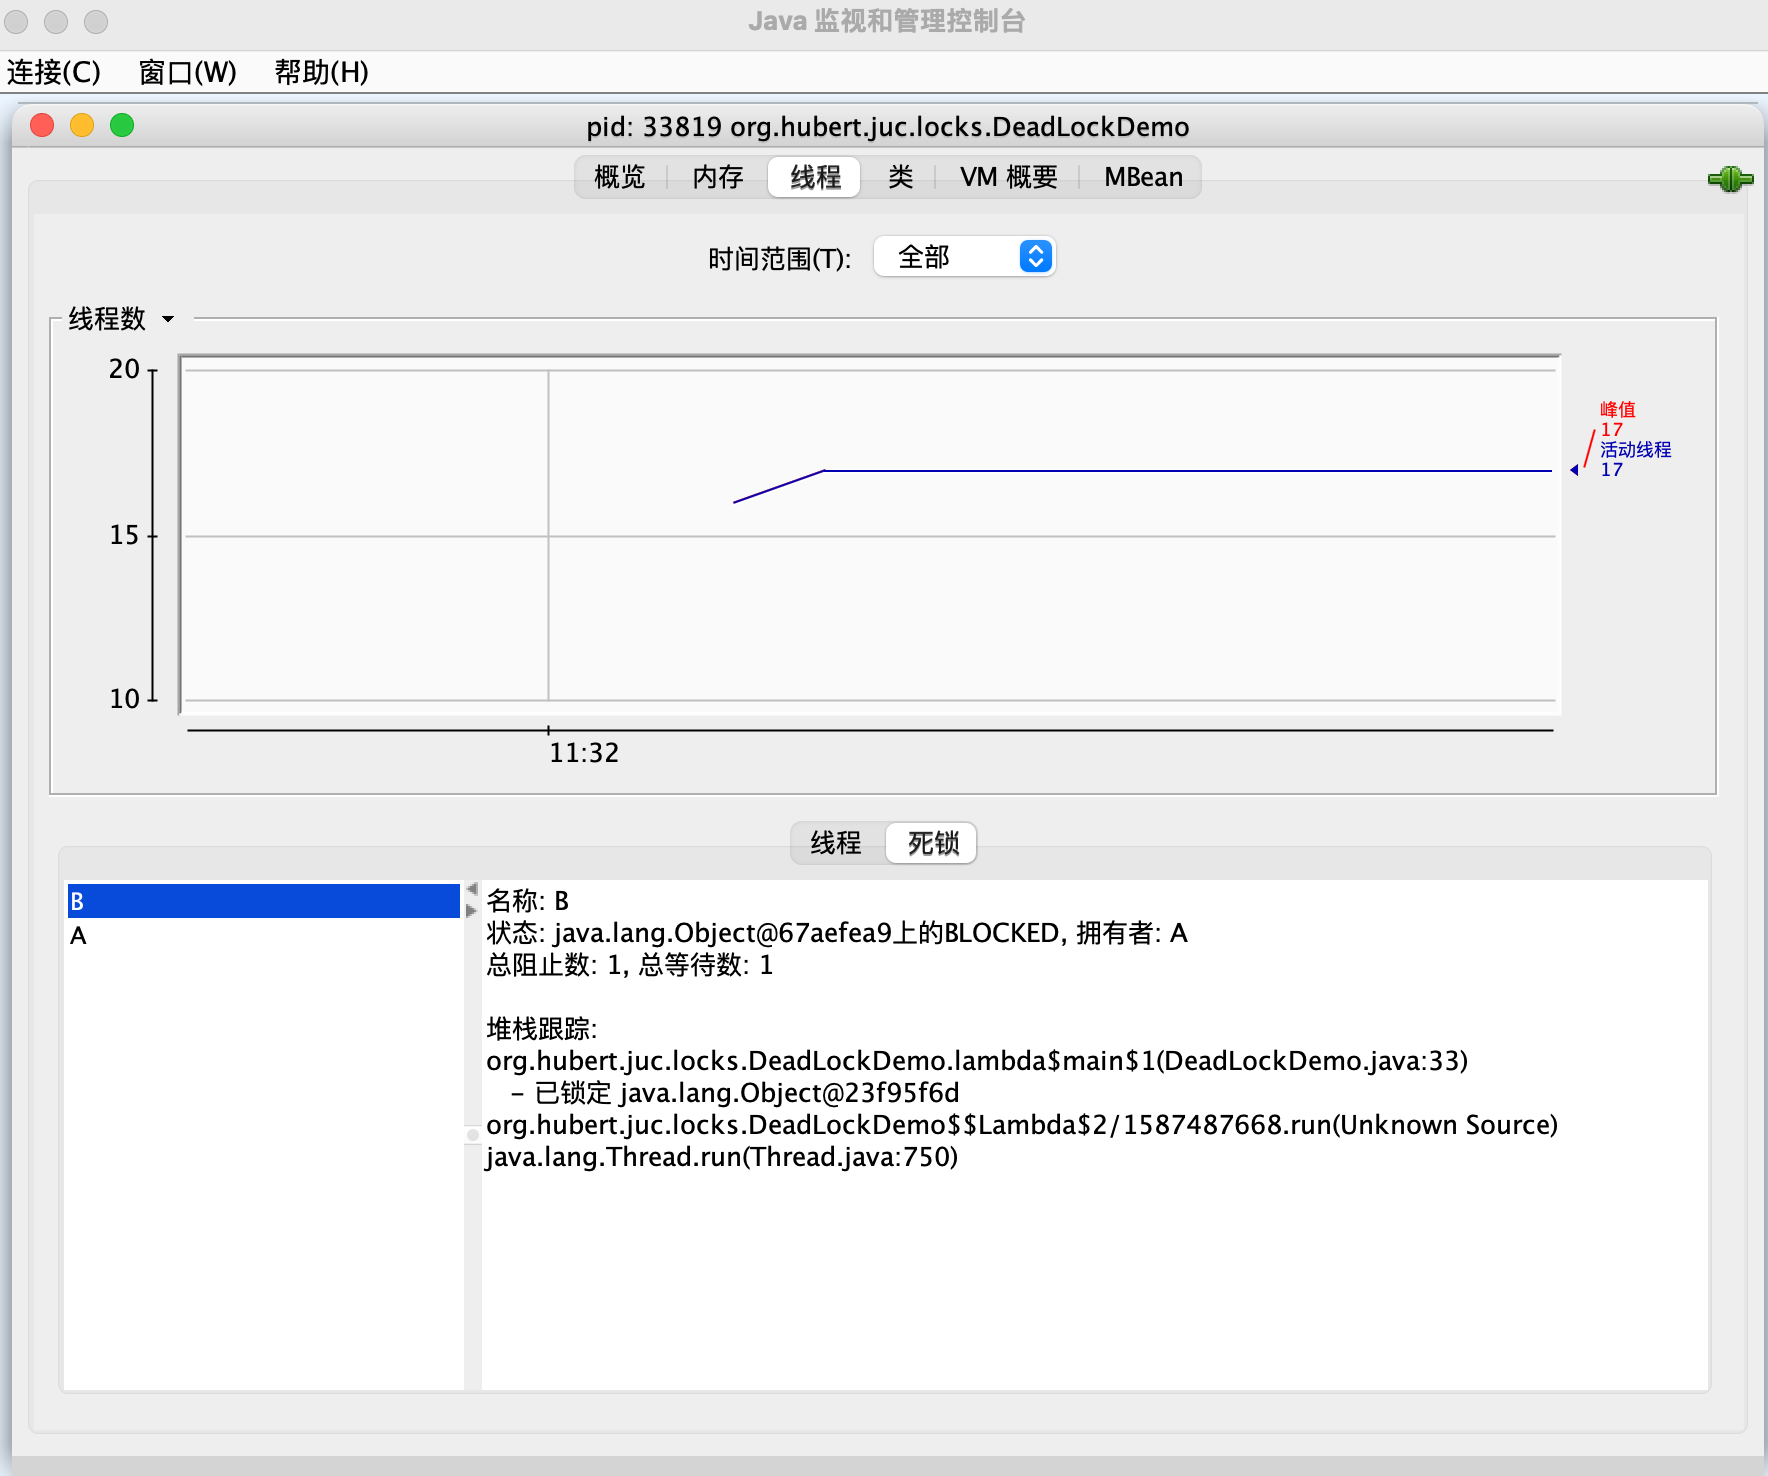 Java 监视和管理控制台
连接(C) 窗口(W) 帮助(H)
pid: 33819 org.hubert.juc.locks.DeadLockDemo
概览 内存 线程 类 VM 概要 MBean
时间范围(T): 全部
线程数
20
15
10
11:32
峰值
17
活动线程
17
线程 死锁
B
A
名称: B
状态: java.lang.Object@67aefea9上的BLOCKED, 拥有者: A
总阻止数: 1, 总等待数: 1
堆栈跟踪:
org.hubert.juc.locks.DeadLockDemo.lambda$main$1(DeadLockDemo.java:33)
- 已锁定 java.lang.Object@23f95f6d
org.hubert.juc.locks.DeadLockDemo$$Lambda$2/1587487668.run(Unknown Source)
java.lang.Thread.run(Thread.java:750)